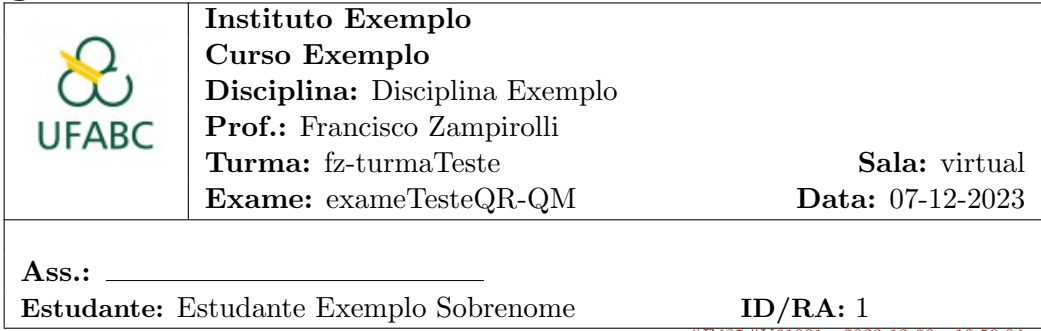 Instituto Exemplo
Curso Exemplo
Disciplina: Disciplina Exemplo
Prof.: Francisco Zampirolli
Turma: fz-turmaTeste Sala: virtual
Exame: exameTesteQR-QM Data: 07-12-2023
UFABC
Ass.:
Estudante: Estudante Exemplo Sobrenome ID/RA: 1